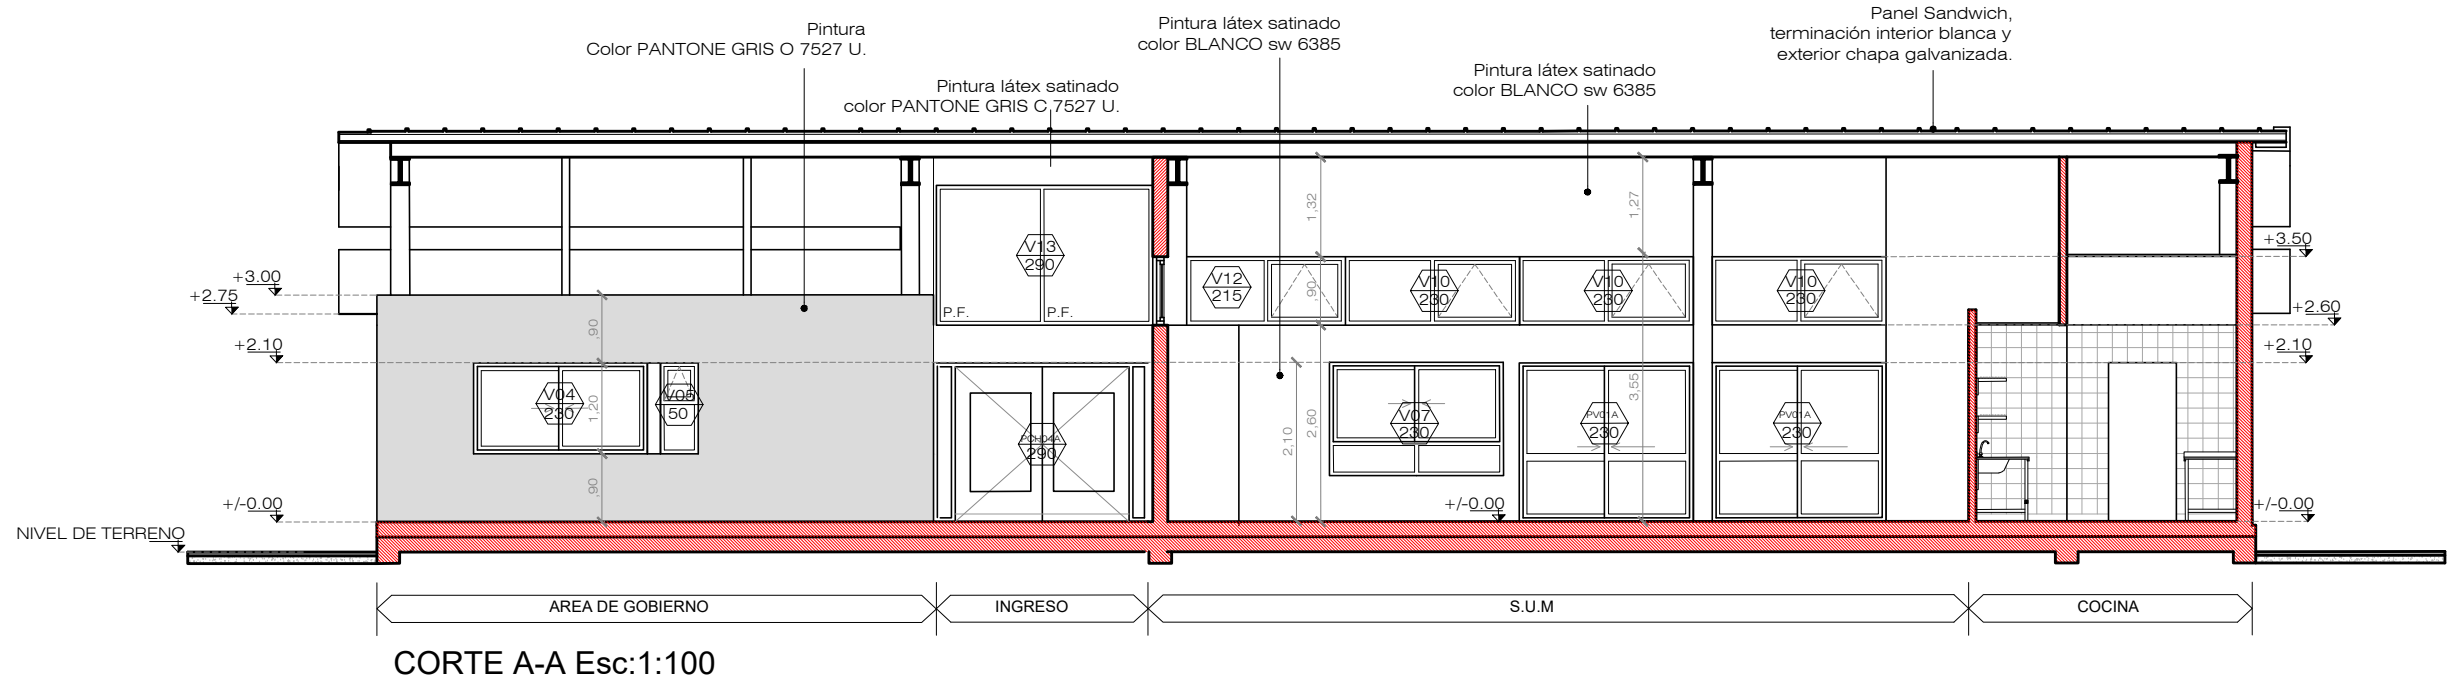 Pintura
Color PANTONE GRIS O 7527 U.
Pintura látex satinado
color PANTONE GRIS C 7527 U.
Pintura látex satinado
color BLANCO sw 6385
Pintura látex satinado
color BLANCO sw 6385
Panel Sandwich,
terminación interior blanca y
exterior chapa galvanizada.
+3.00
+2.75
+2.10
+/-0.00
NIVEL DE TERRENO
,90
1,20
,90
V04
230
V05
50
V13
290
P.F.
P.F.
PCH04A
290
1,32
,90
2,60
2,10
1,27
3,55
V12
215
V10
230
V10
230
V10
230
V07
230
PV01A
230
PV01A
230
+/-0.00
+3.50
+2.60
+2.10
+/-0.00
AREA DE GOBIERNO
INGRESO
S.U.M
COCINA
CORTE A-A Esc:1:100